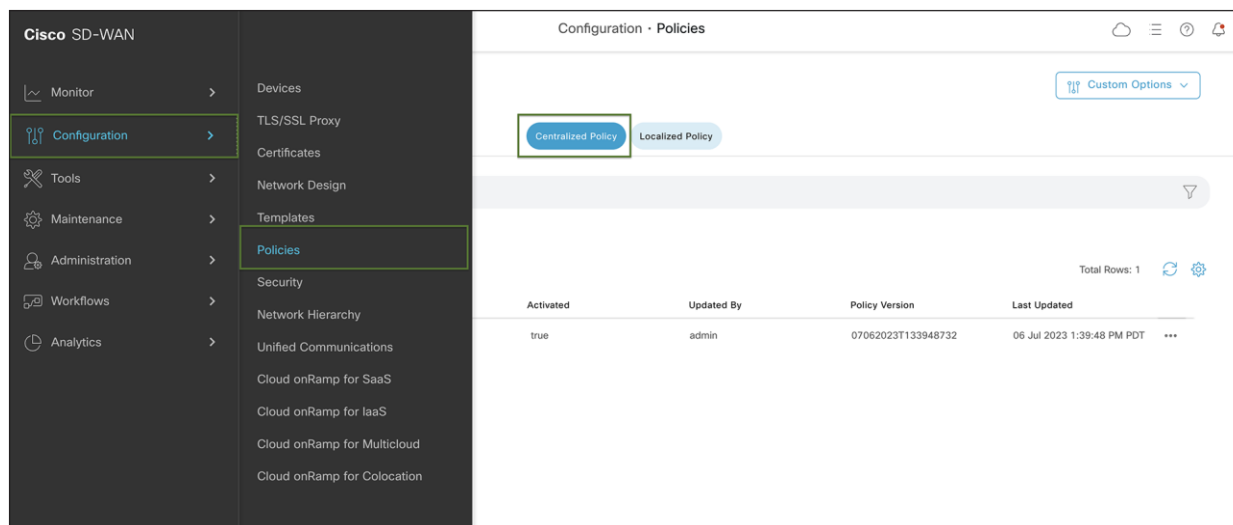 Cisco SD-WAN
Configuration · Policies
Monitor
Configuration
Tools
Maintenance
Administration
Workflows
Analytics
Devices
TLS/SSL Proxy
Certificates
Network Design
Templates
Policies
Security
Network Hierarchy
Unified Communications
Cloud onRamp for SaaS
Cloud onRamp for IaaS
Cloud onRamp for Multicloud
Cloud onRamp for Colocation
Custom Options
Centralized Policy Localized Policy
Total Rows: 1
Activated Updated By Policy Version Last Updated
true admin 07062023T133948732 06 Jul 2023 1:39:48 PM PDT